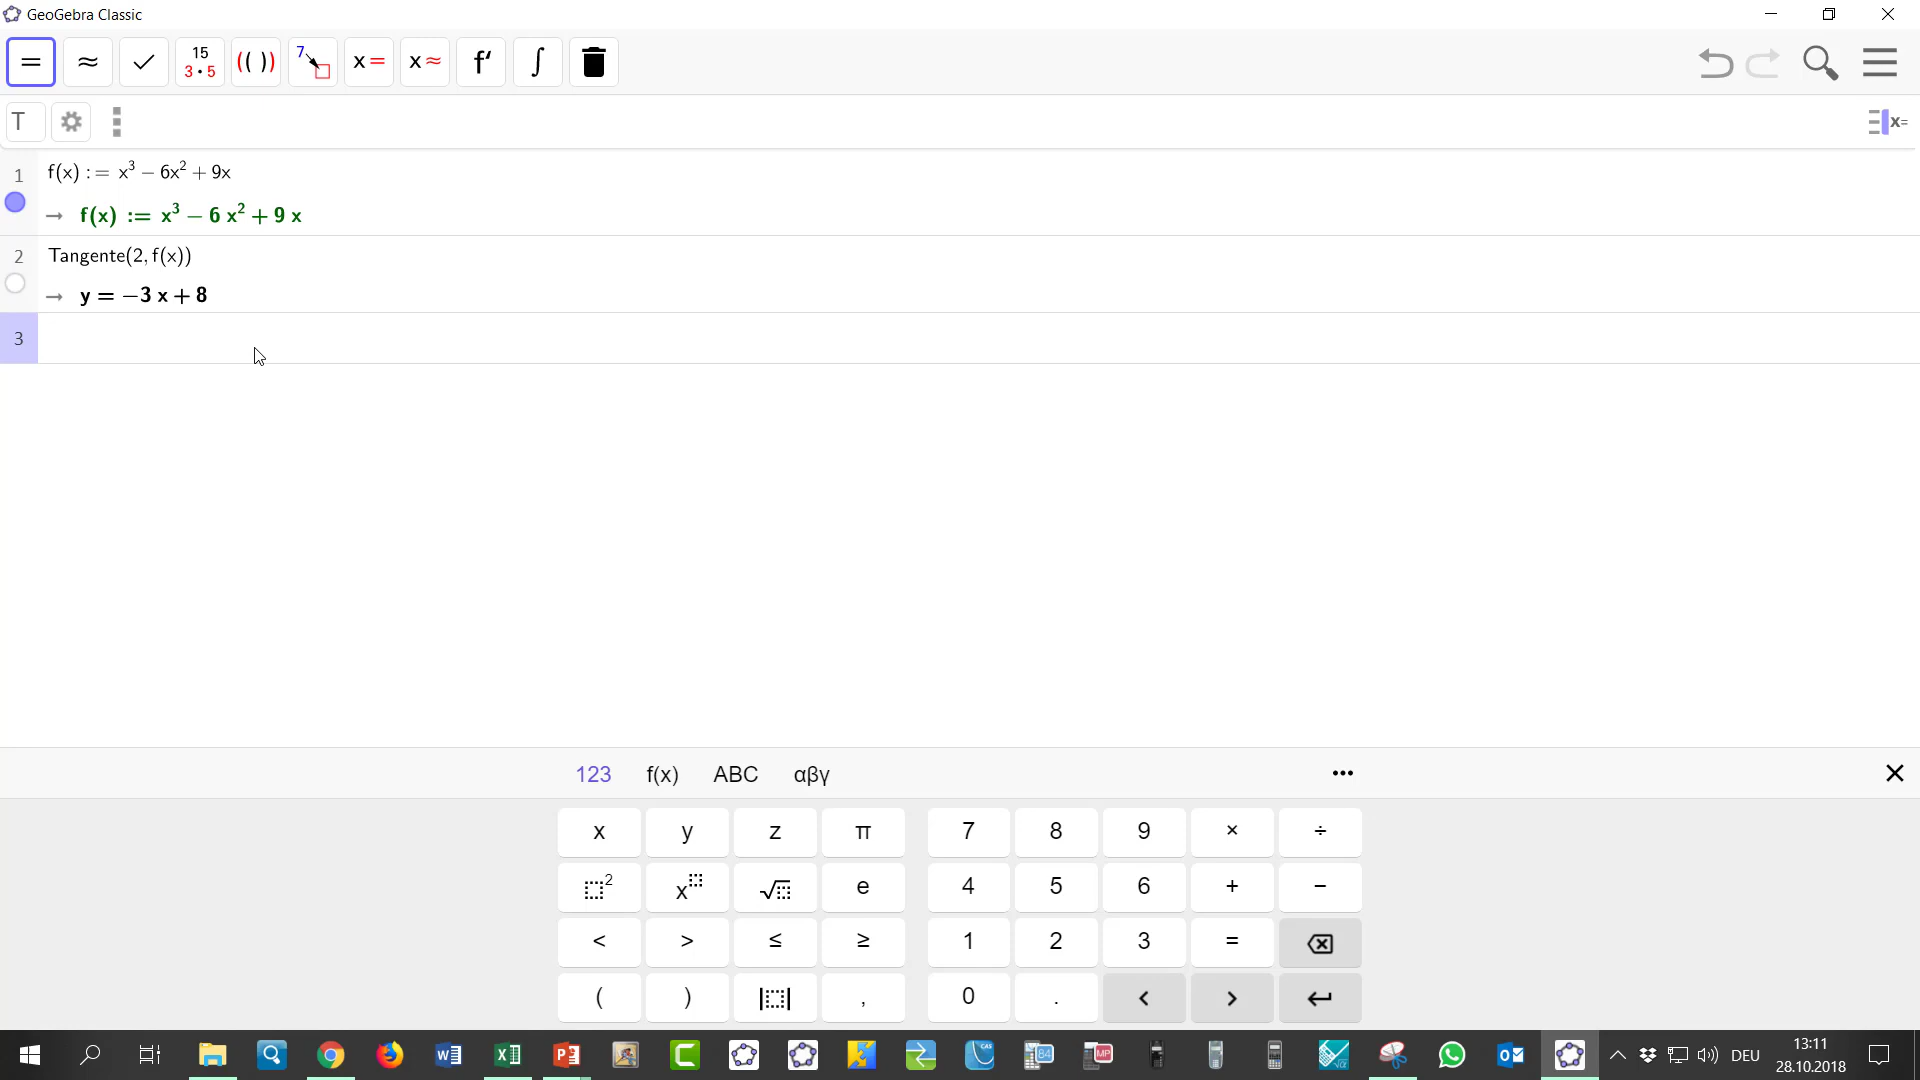 GeoGebra Classic
= ≈ ✓ 15 3・5 (( )) 7 x = x ≈ f′ ∫
T x=
1 f(x) := x³ − 6x² + 9x
→ f(x) := x³ − 6 x² + 9 x
2 Tangente(2, f(x))
→ y = −3 x + 8
3
123 f(x) ABC αβγ ...
x y z π 7 8 9 × ÷
² x √ e 4 5 6 + −
< > ≤ ≥ 1 2 3 =
( ) | | , 0 . < >
DEU 13:11
28.10.2018